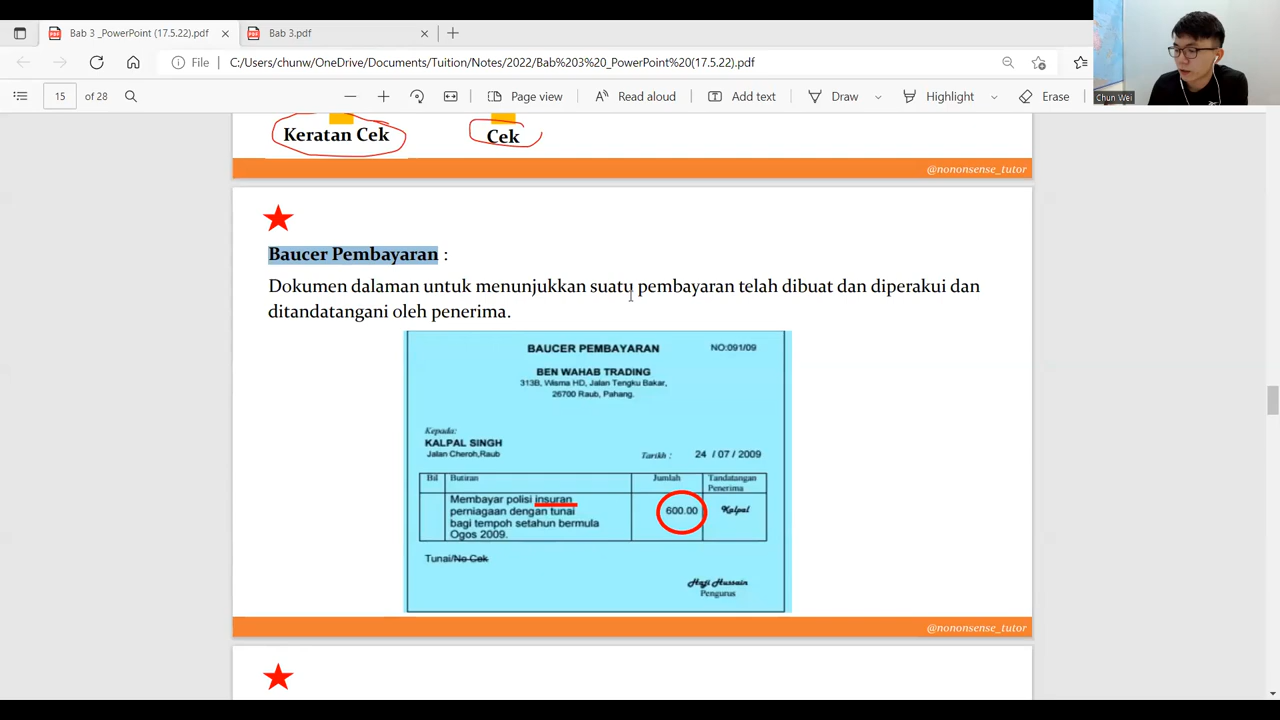 Bab 3 _PowerPoint (17.5.22).pdf
Bab 3.pdf
File
C:/Users/chunw/OneDrive/Documents/Tuition/Notes/2022/Bab%203%20_PowerPoint%20(17.5.22).pdf
15 of 28
Page view
Read aloud
Add text
Draw
Highlight
Erase
Chun Wei
Keratan Cek
Cek
@nononsense_tutor
Baucer Pembayaran :
Dokumen dalaman untuk menunjukkan suatu pembayaran telah dibuat dan diperakui dan
ditandatangani oleh penerima.
BAUCER PEMBAYARAN
NO:091/09
BEN WAHAB TRADING
313B, Wisma HD, Jalan Tengku Bakar,
26700 Raub, Pahang.
Kepada:
KALPAL SINGH
Jalan Cheroh,Raub
Tarikh : 24 / 07 / 2009
Bil
Butiran
Jumlah
Tandatangan
Penerima
Membayar polisi insuran
perniagaan dengan tunai
bagi tempoh setahun bermula
Ogos 2009.
600.00
Kalpal
Tunai/No Cek
Haji Hussain
Pengurus
@nononsense_tutor